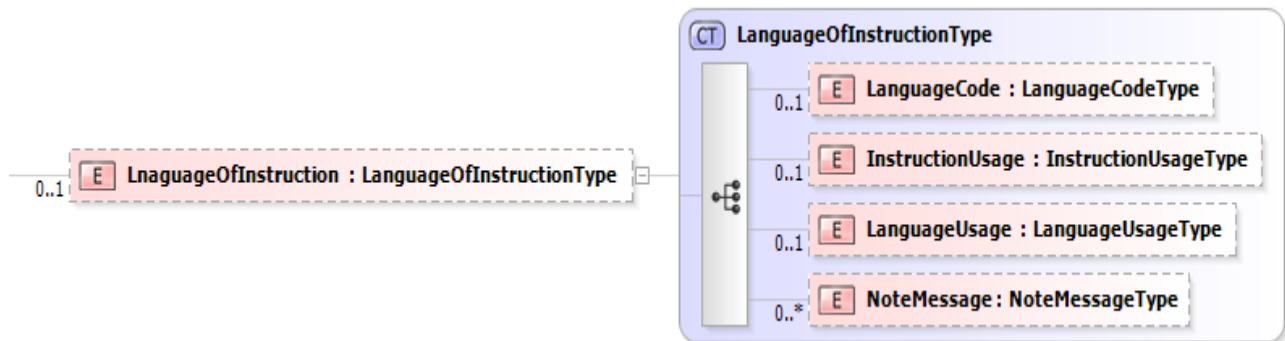 CT LanguageOfInstructionType
E LanguageCode : LanguageCodeType
0..1
E InstructionUsage : InstructionUsageType
0..1
E LnaguageOfInstruction : LanguageOfInstructionType
0..1
E LanguageUsage : LanguageUsageType
0..1
E NoteMessage : NoteMessageType
0..*